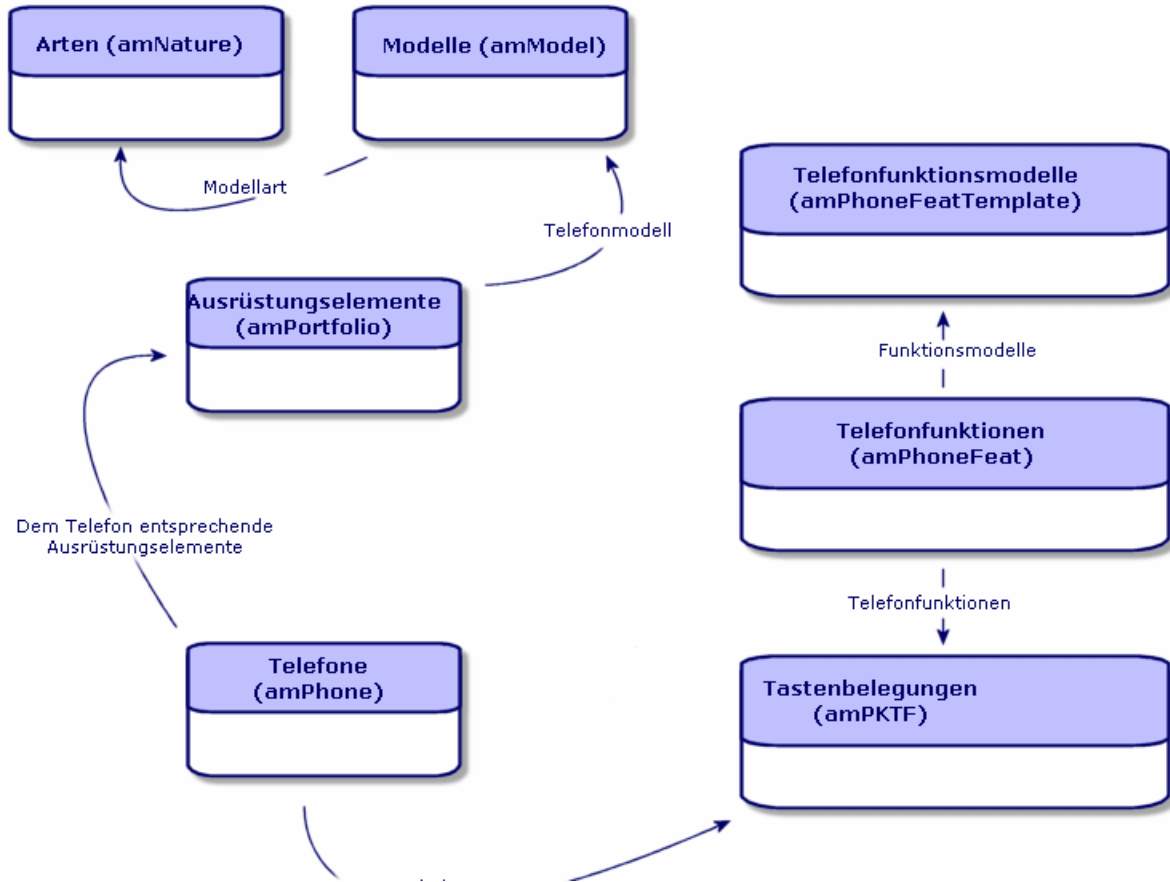 Arten (amNature)
Modelle (amModel)
Modellart
Telefonmodell
Telefonfunktionsmodelle
(amPhoneFeatTemplate)
Ausrüstungselemente
(amPortfolio)
Funktionsmodelle
Telefonfunktionen
(amPhoneFeat)
Dem Telefon entsprechende
Ausrüstungselemente
Telefonfunktionen
Telefone
(amPhone)
Tastenbelegungen
(amPKTF)